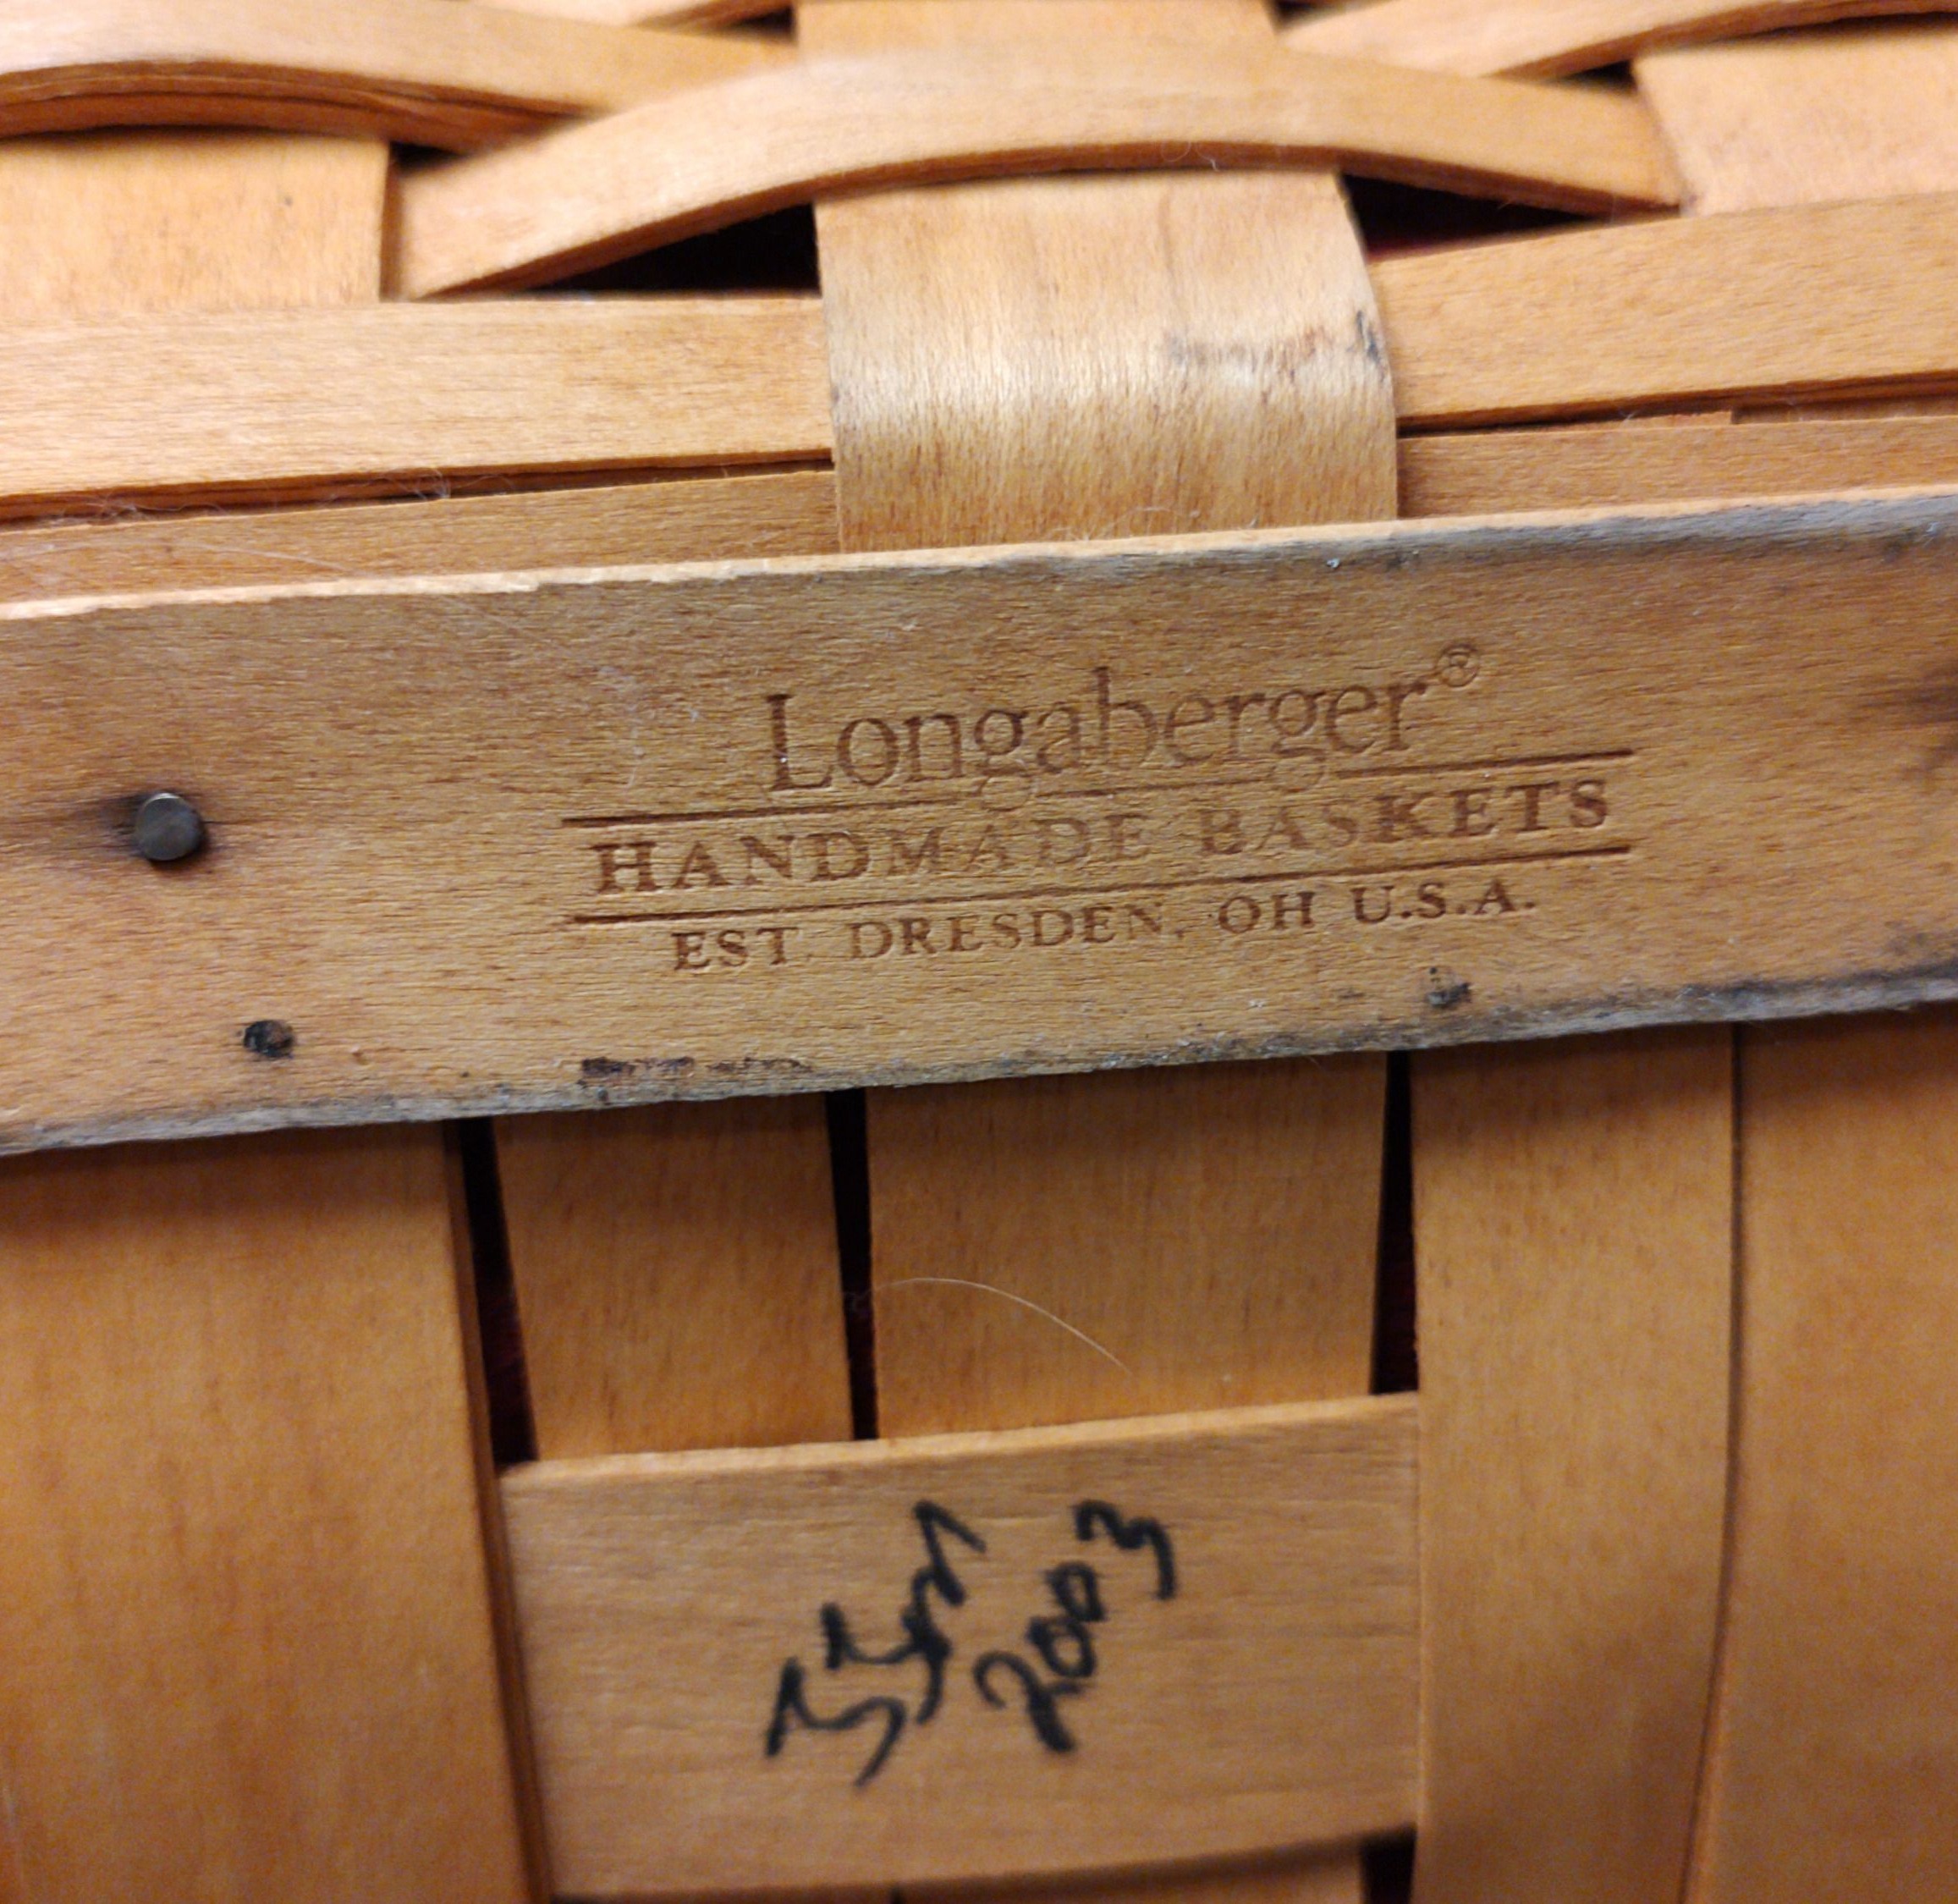 Longaberger®
HANDMADE BASKETS
EST. DRESDEN, OH U.S.A.
2003